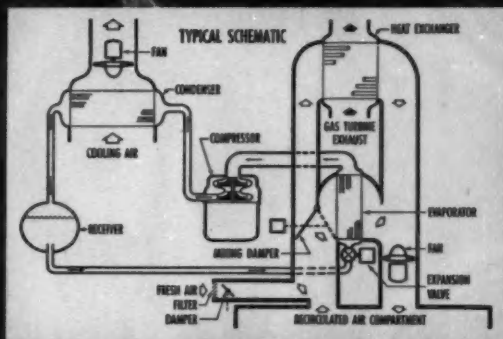 TYPICAL SCHEMATIC
FAN
HEAT EXCHANGER
CONDENSER
COOLING AIR
COMPRESSOR
GAS TURBINE
EXHAUST
EVAPORATOR
RECEIVER
MIXING DAMPER
FAN
EXPANSION
VALVE
FRESH AIR
FILTER
DAMPER
RECIRCULATED AIR COMPARTMENT